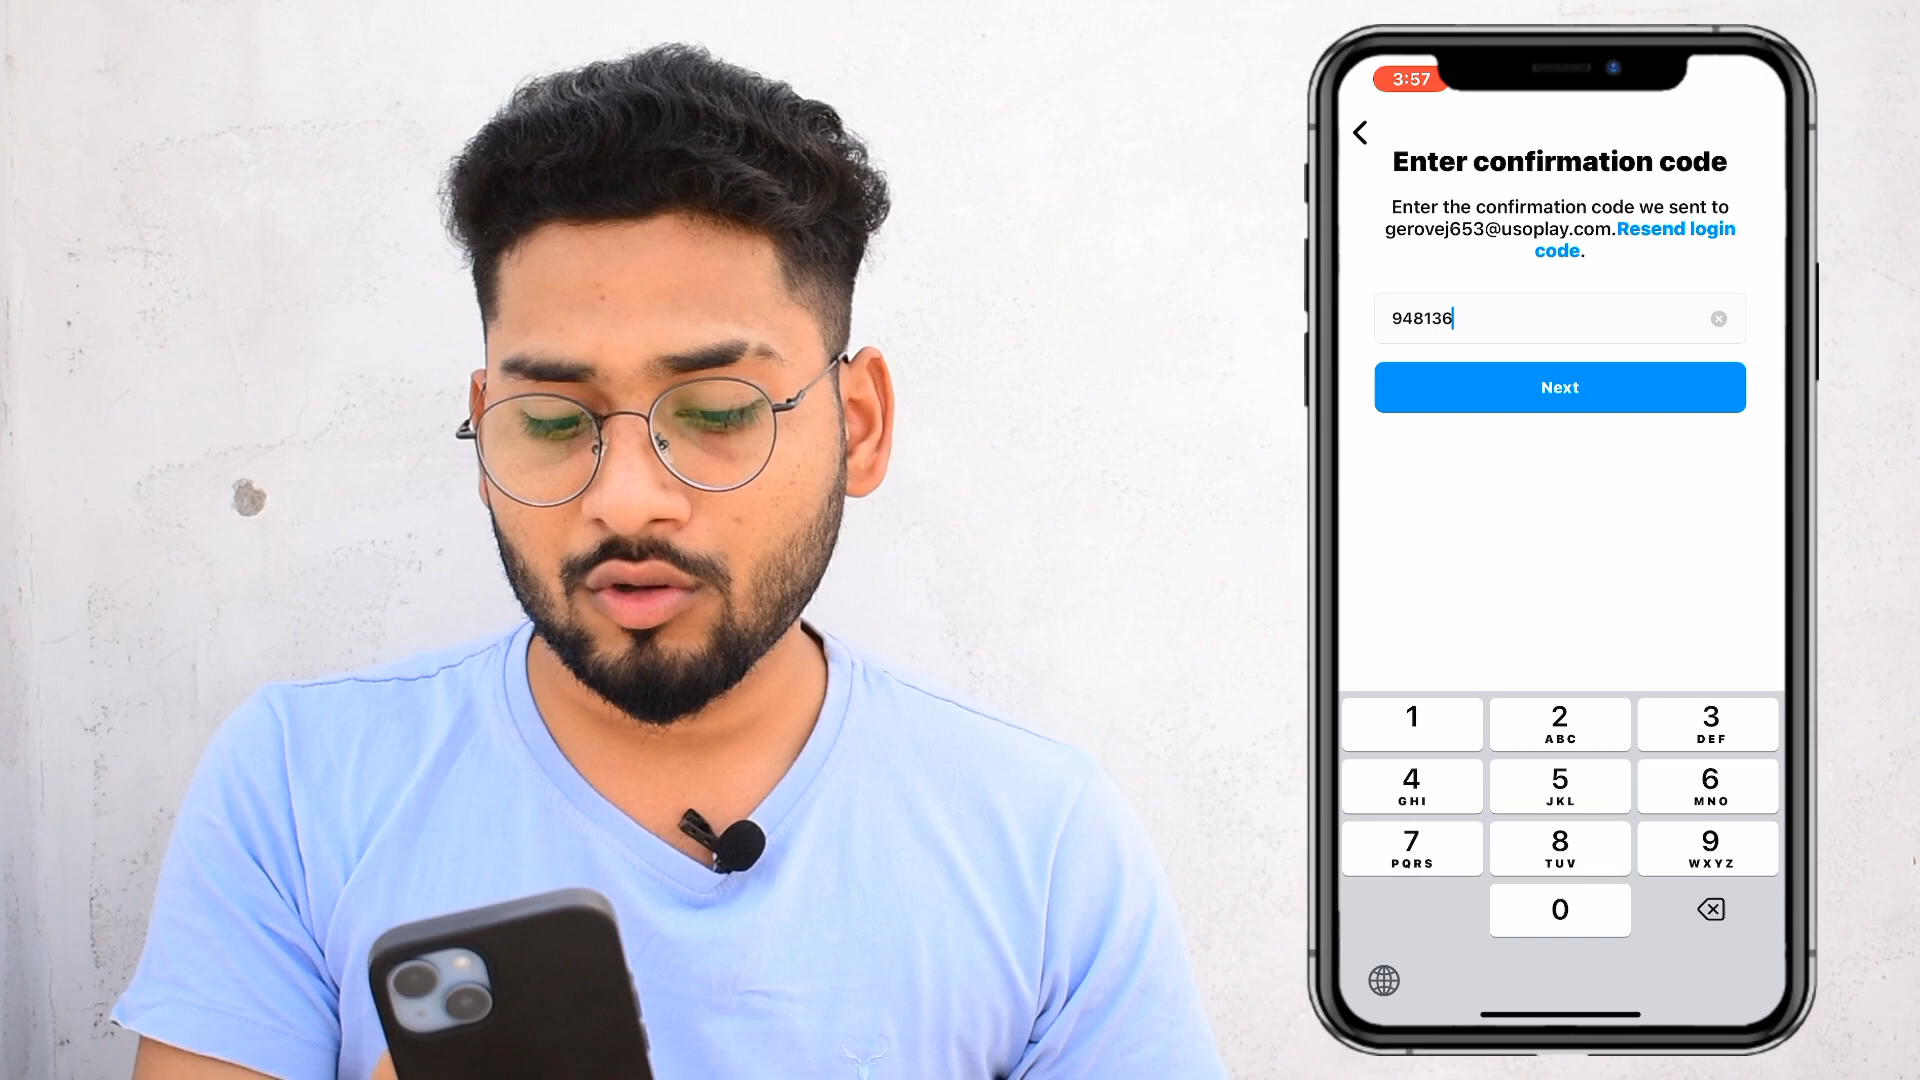 3:57
Enter confirmation code
Enter the confirmation code we sent to
gerovej653@usoplay.com.Resend login
code.
948136
Next
1
2
ABC
3
DEF
4
GHI
5
JKL
6
MNO
7
PQRS
8
TUV
9
WXYZ
0